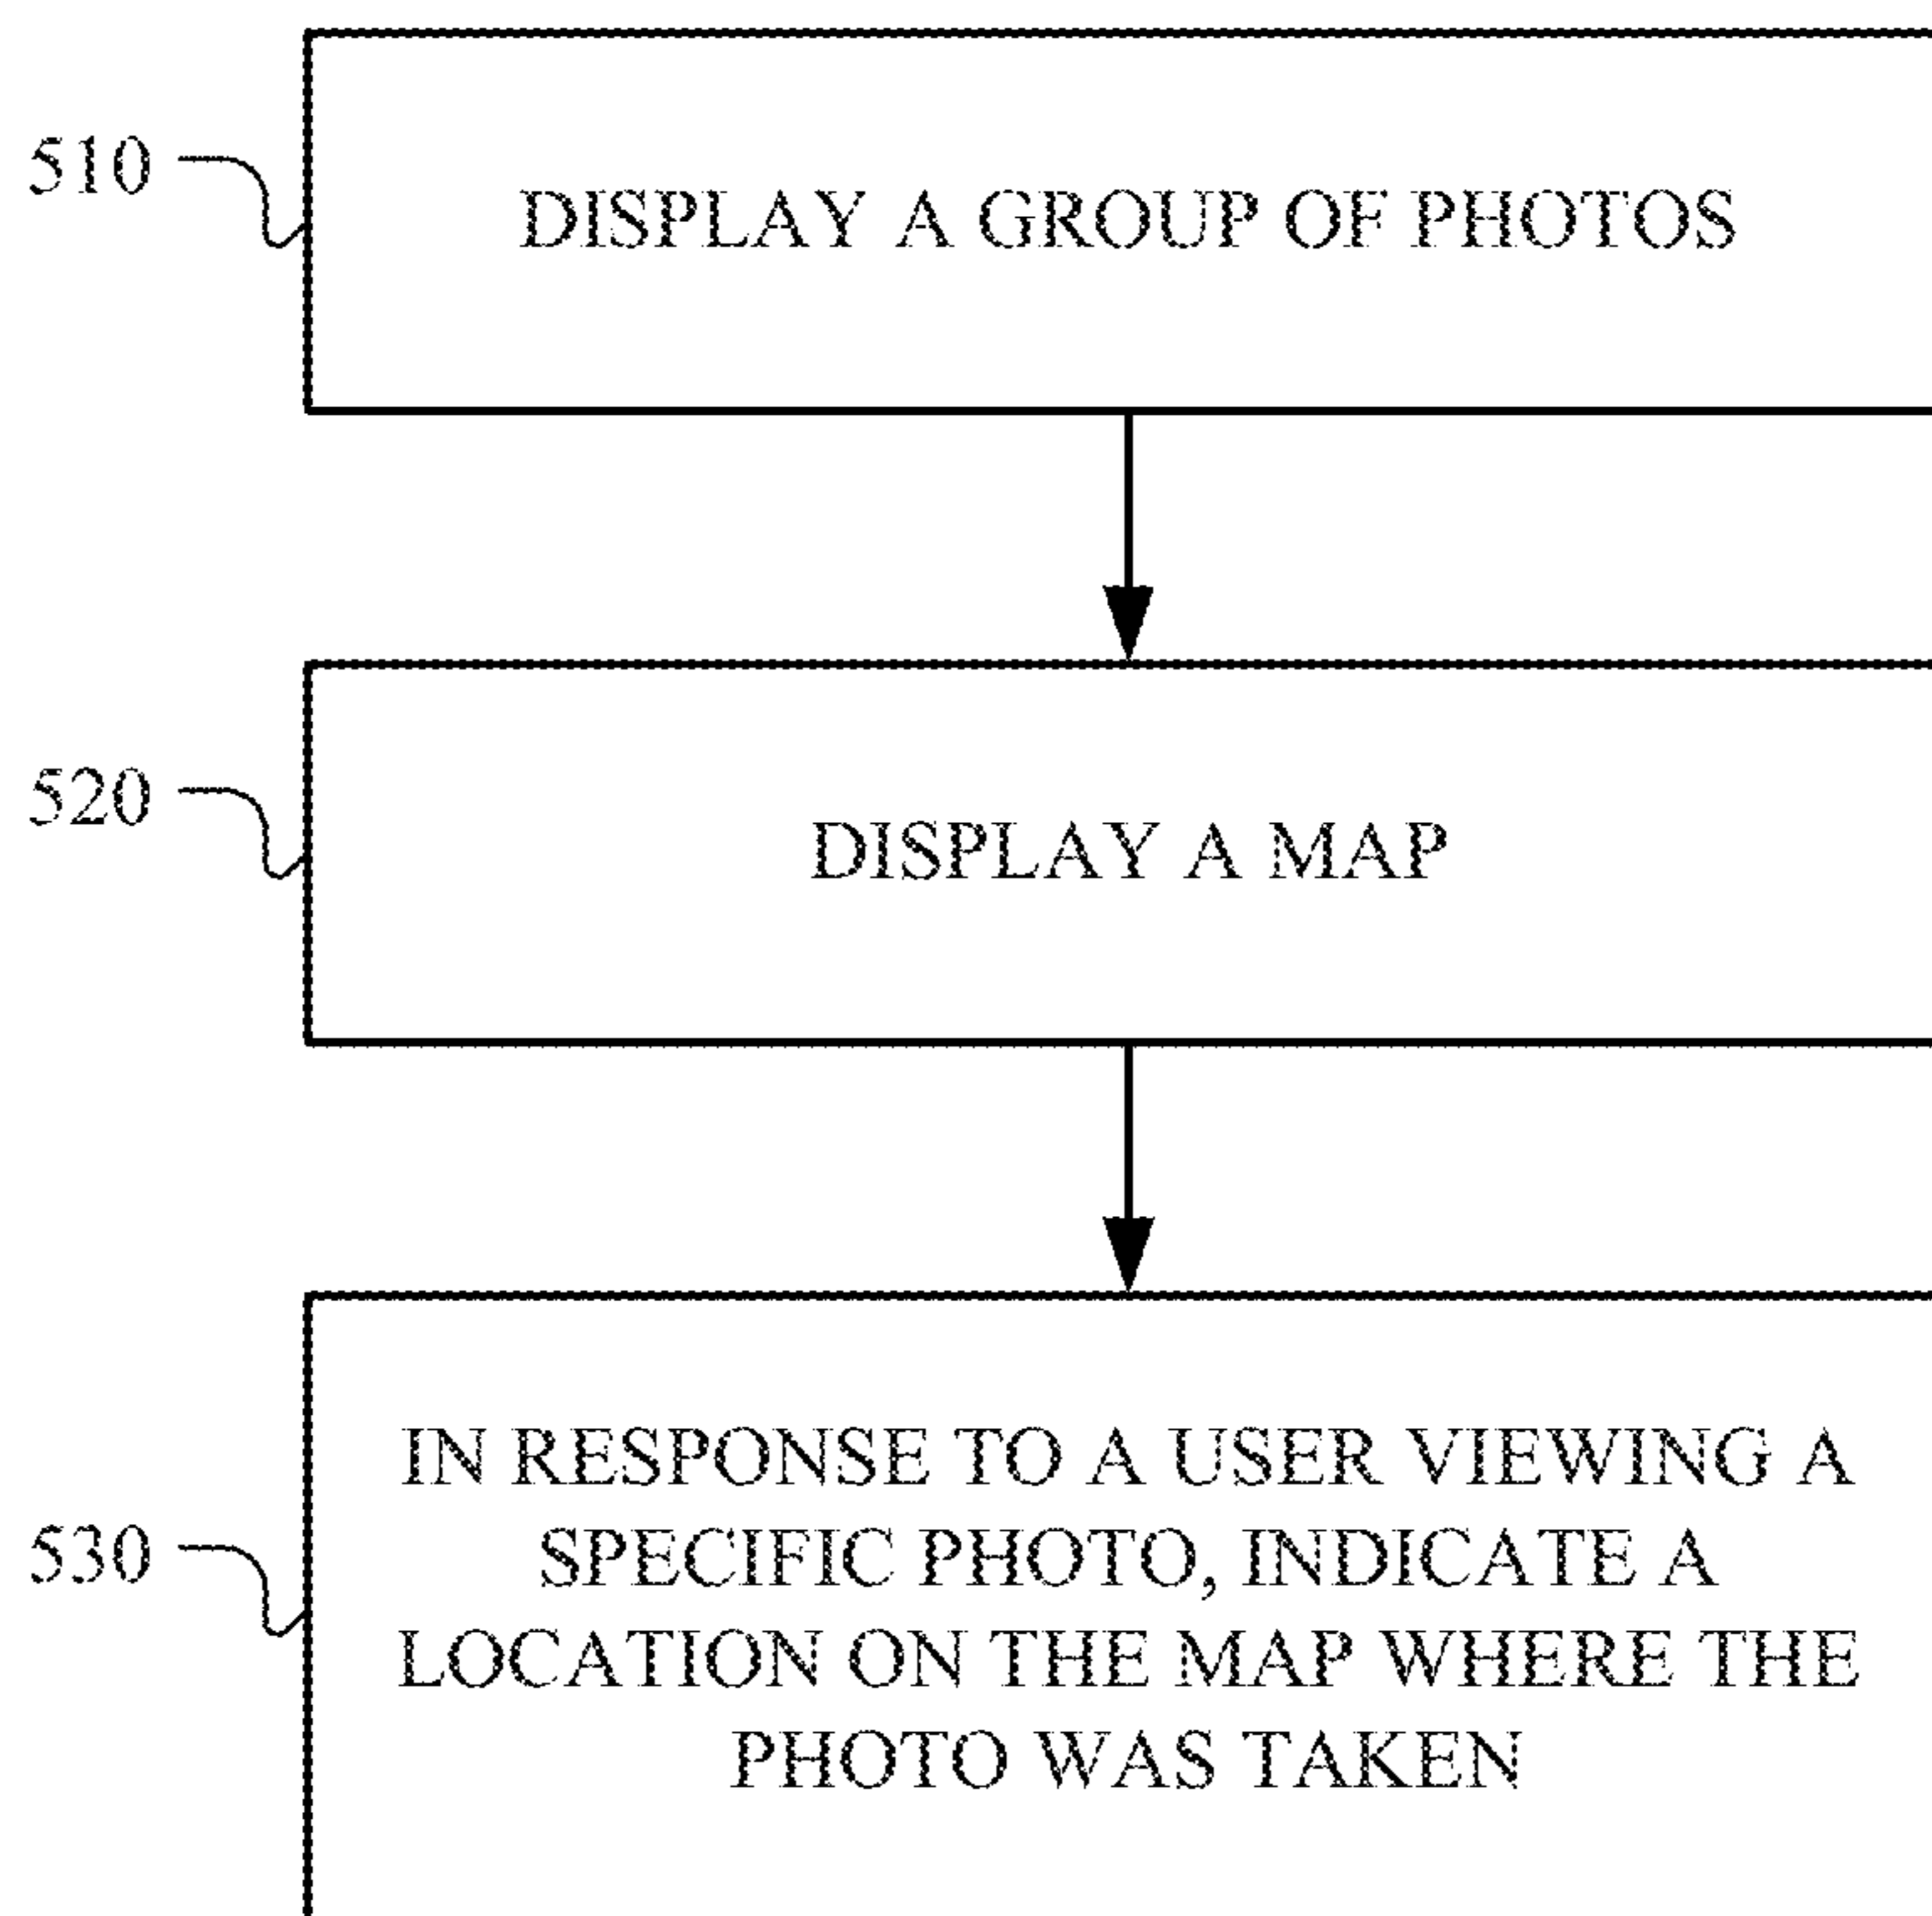 510
DISPLAY A GROUP OF PHOTOS
520
DISPLAY A MAP
530
IN RESPONSE TO A USER VIEWING A
SPECIFIC PHOTO, INDICATE A
LOCATION ON THE MAP WHERE THE
PHOTO WAS TAKEN